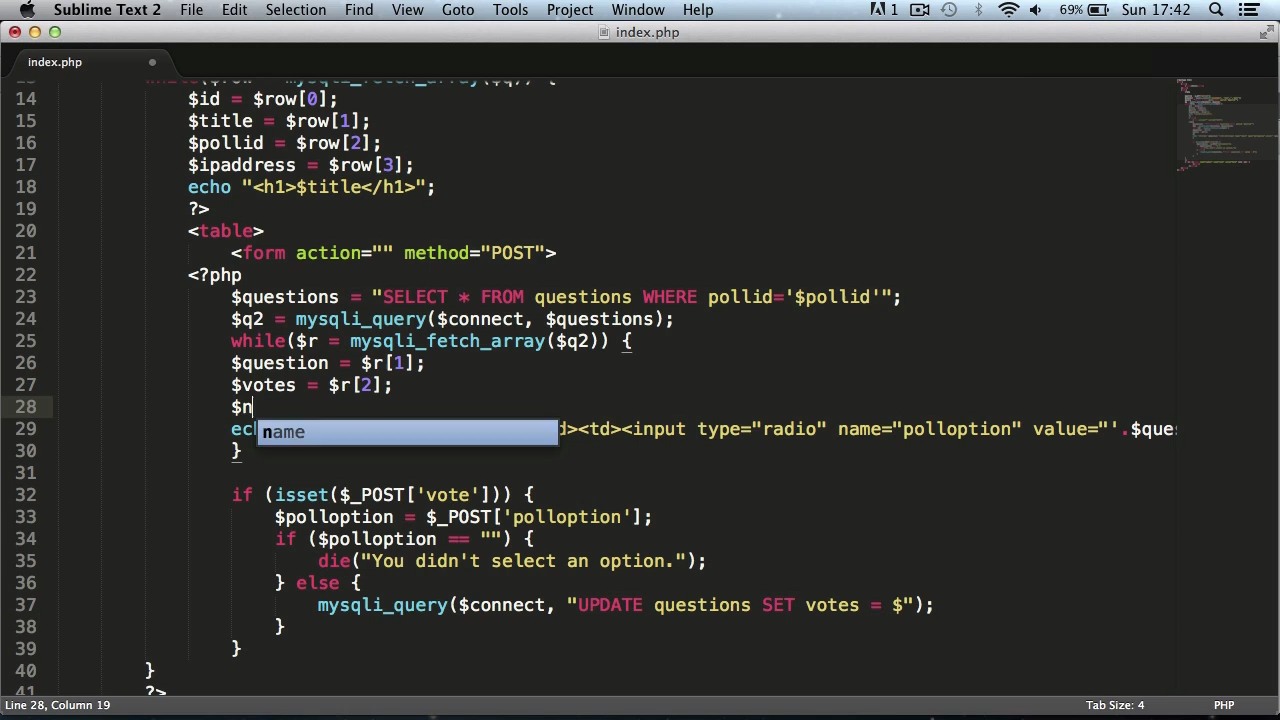 Sublime Text 2 File Edit Selection Find View Goto Tools Project Window Help 1 69% Sun 17:42
index.php
index.php
while($row = mysqli_fetch_array($q)) {
14 $id = $row[0];
15 $title = $row[1];
16 $pollid = $row[2];
17 $ipaddress = $row[3];
18 echo "<h1>$title</h1>";
19 ?>
20 <table>
21 <form action="" method="POST">
22 <?php
23 $questions = "SELECT * FROM questions WHERE pollid='$pollid'";
24 $q2 = mysqli_query($connect, $questions);
25 while($r = mysqli_fetch_array($q2)) {
26 $question = $r[1];
27 $votes = $r[2];
28 $n
name
29 ec d><td><input type="radio" name="polloption" value="'.$ques
30 }
31
32 if (isset($_POST['vote'])) {
33 $polloption = $_POST['polloption'];
34 if ($polloption == "") {
35 die("You didn't select an option.");
36 } else {
37 mysqli_query($connect, "UPDATE questions SET votes = $");
38 }
39 }
40 }
41 ?>
Line 28, Column 19 Tab Size: 4 PHP